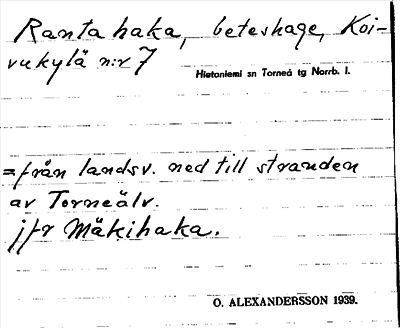 Rantahaka, beteshage, Koi-
vukylä n:r 7
Hietaniemi sn Torneå tg Norrb. l.
= från landsv. ned till stranden
av Torneälv.
jfr Mäkihaka.
O. ALEXANDERSSON 1939.